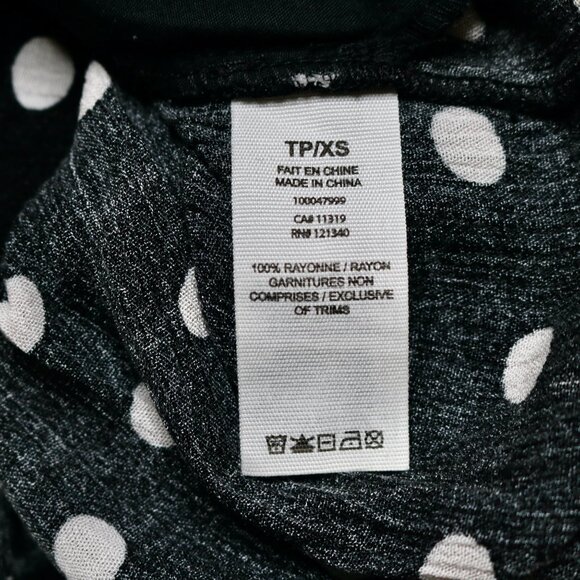 TP/XS
FAIT EN CHINE
MADE IN CHINA
100047999
CA# 11319
RN# 121340
100% RAYONNE / RAYON
GARNITURES NON
COMPRISES / EXCLUSIVE
OF TRIMS